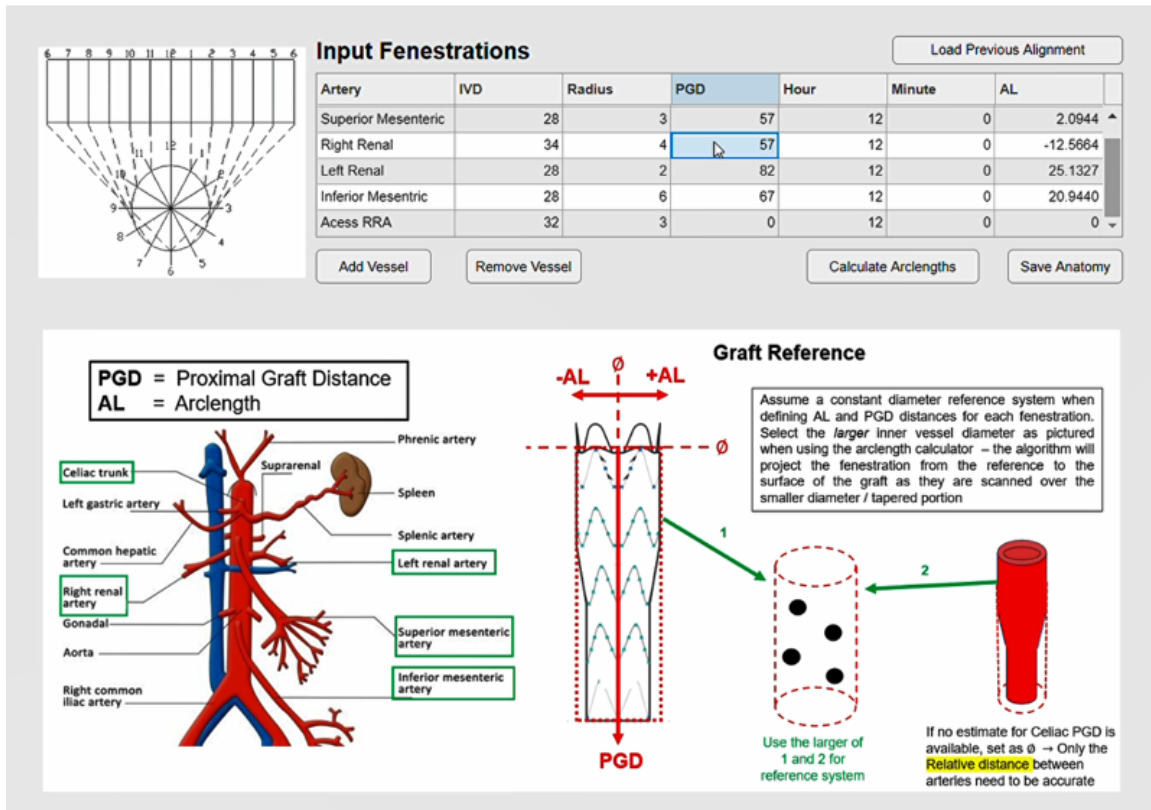 6 7 8 9 10 11 12 1 2 3 4 5 6
12
11 1
10 2
9 3
8 4
7 5
6
Input Fenestrations
Load Previous Alignment
Artery IVD Radius PGD Hour Minute AL
Superior Mesenteric 28 3 57 12 0 2.0944
Right Renal 34 4 57 12 0 -12.5664
Left Renal 28 2 82 12 0 25.1327
Inferior Mesentric 28 6 67 12 0 20.9440
Acess RRA 32 3 0 12 0 0
Add Vessel
Remove Vessel
Calculate Arclengths
Save Anatomy
PGD = Proximal Graft Distance
AL = Arclength
Phrenic artery
Celiac trunk
Suprarenal
Left gastric artery
Spleen
Splenic artery
Common hepatic
artery
Left renal artery
Right renal
artery
Gonadal
Superior mesenteric
artery
Aorta
Inferior mesenteric
artery
Right common
iliac artery
Graft Reference
Ø
-AL +AL
Ø
PGD
Assume a constant diameter reference system when
defining AL and PGD distances for each fenestration.
Select the larger inner vessel diameter as pictured
when using the arclength calculator – the algorithm will
project the fenestration from the reference to the
surface of the graft as they are scanned over the
smaller diameter / tapered portion
1
2
Use the larger of
1 and 2 for
reference system
If no estimate for Celiac PGD is
available, set as Ø → Only the
Relative distance between
arteries need to be accurate